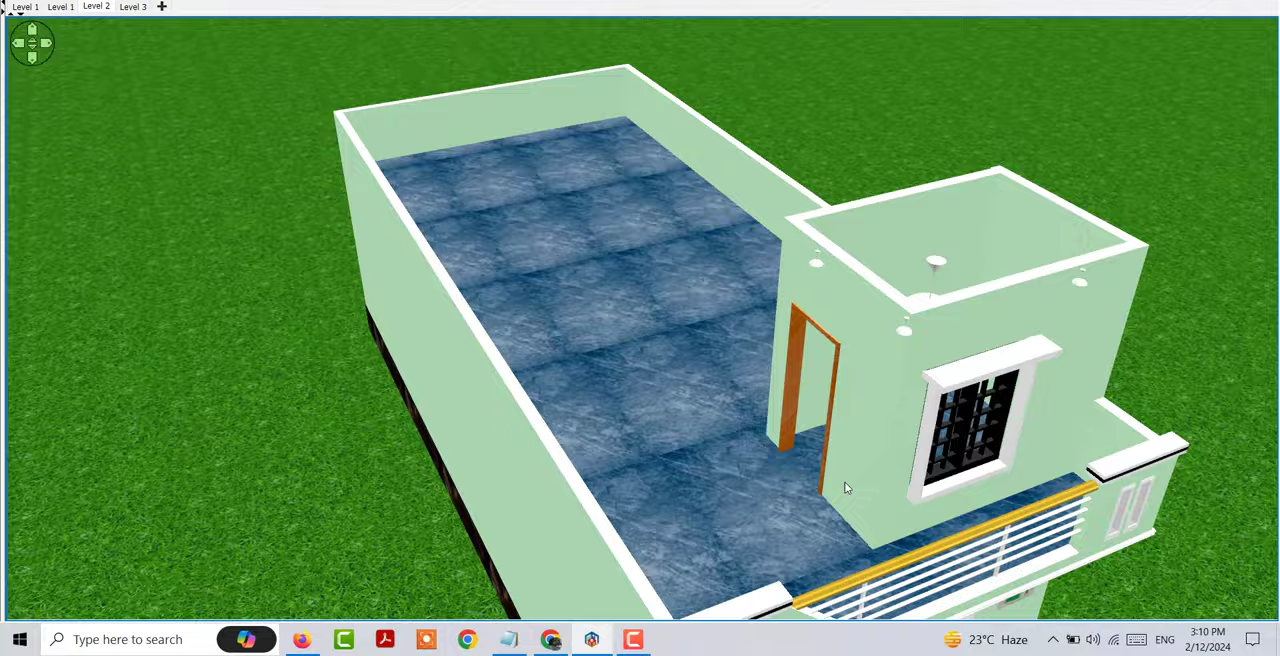 Level 1 Level 1 Level 2 Level 3
Type here to search
23°C Haze
ENG
3:10 PM
2/12/2024